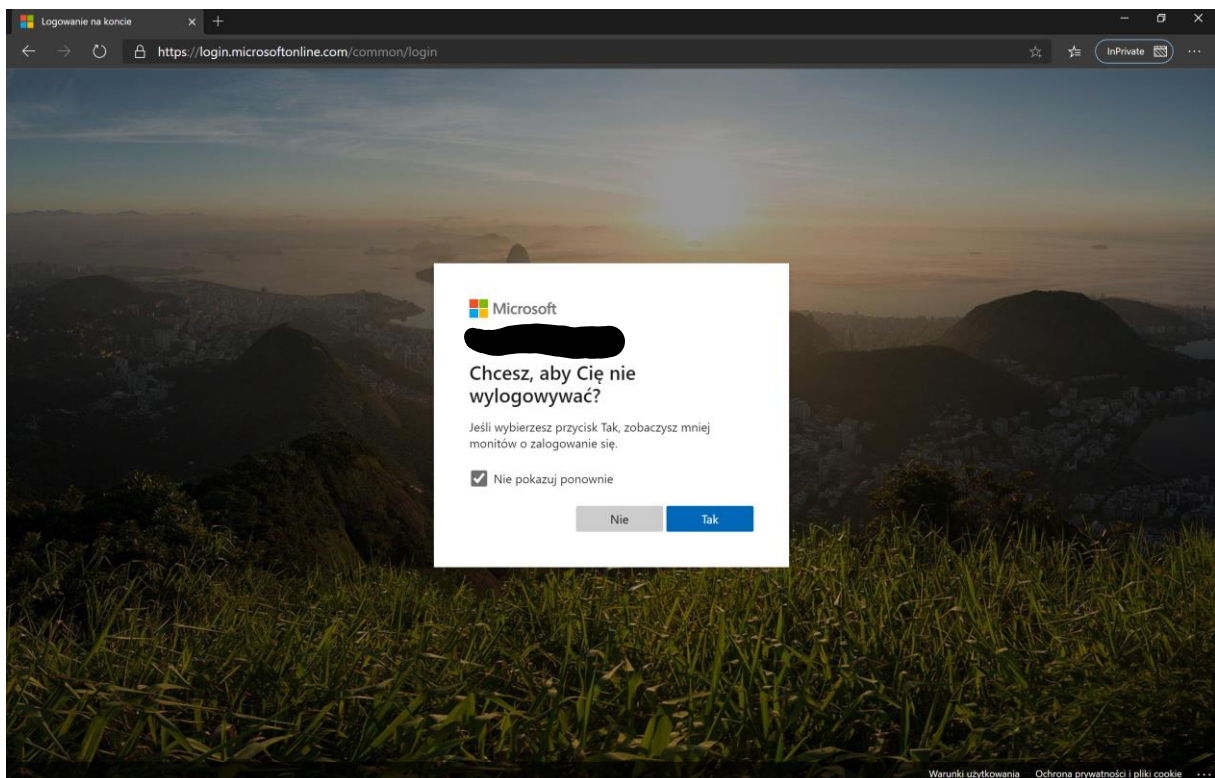 Logowanie na koncie
https://login.microsoftonline.com/common/login
InPrivate
Microsoft
Chcesz, aby Cię nie
wylogowywać?
Jeśli wybierzesz przycisk Tak, zobaczysz mniej
monitów o zalogowanie się.
Nie pokazuj ponownie
Nie
Tak
Warunki użytkowania
Ochrona prywatności i pliki cookie